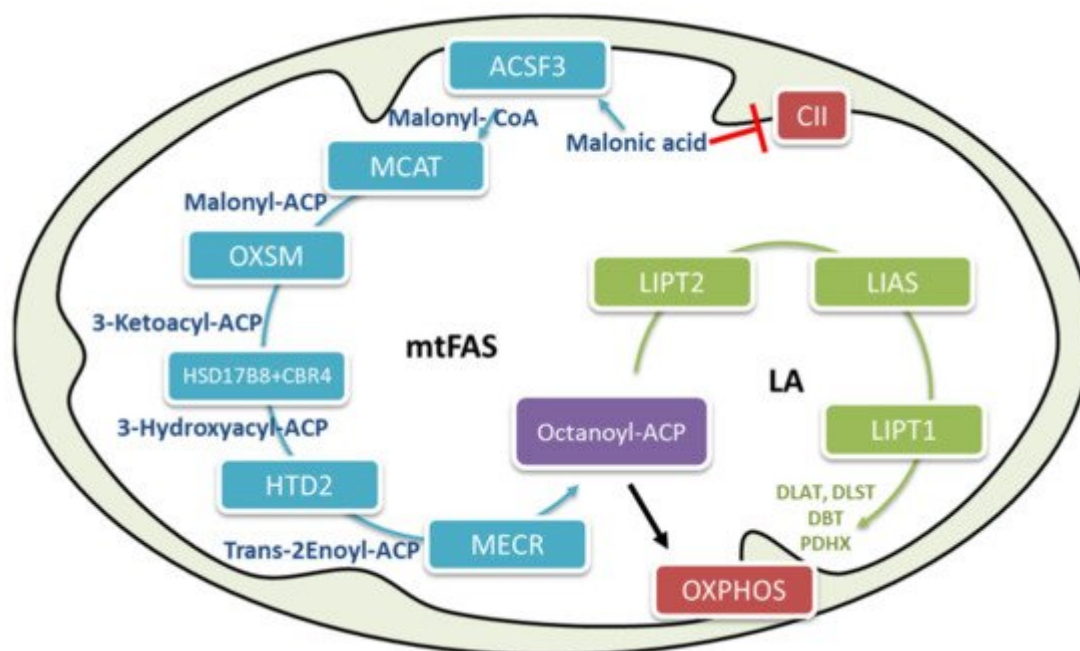 ACSF3
Malonyl- CoA
Malonic acid
CII
MCAT
Malonyl-ACP
OXSM
LIPT2
LIAS
3-Ketoacyl-ACP
mtFAS
HSD17B8+CBR4
LA
3-Hydroxyacyl-ACP
Octanoyl-ACP
LIPT1
HTD2
DLAT, DLST
DBT
PDHX
Trans-2Enoyl-ACP
MECR
OXPHOS